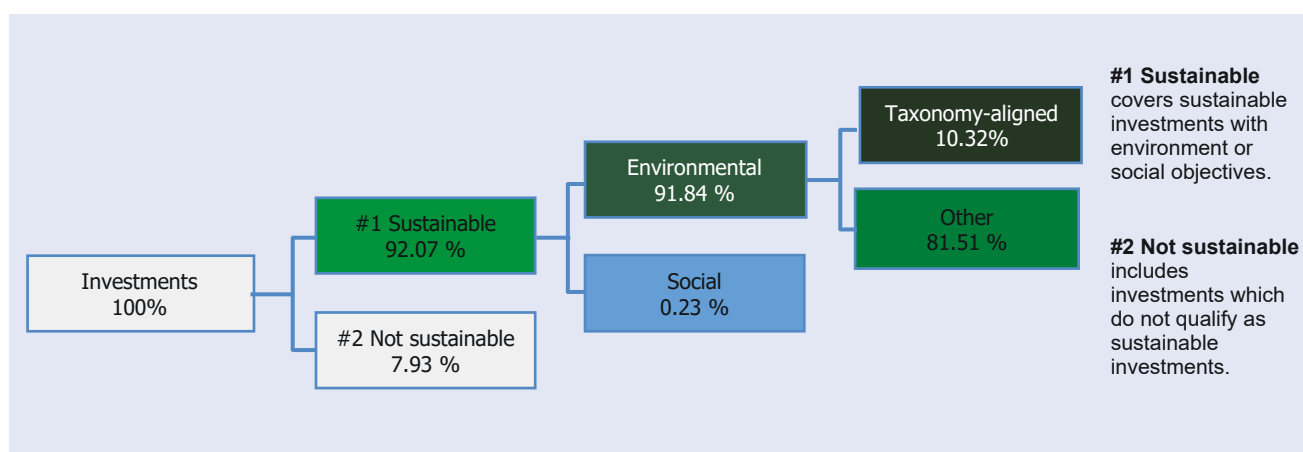 Investments
100%
#1 Sustainable
92.07 %
#2 Not sustainable
7.93 %
Environmental
91.84 %
Social
0.23 %
Taxonomy-aligned
10.32%
Other
81.51 %
#1 Sustainable
covers sustainable
investments with
environment or
social objectives.
#2 Not sustainable
includes
investments which
do not qualify as
sustainable
investments.